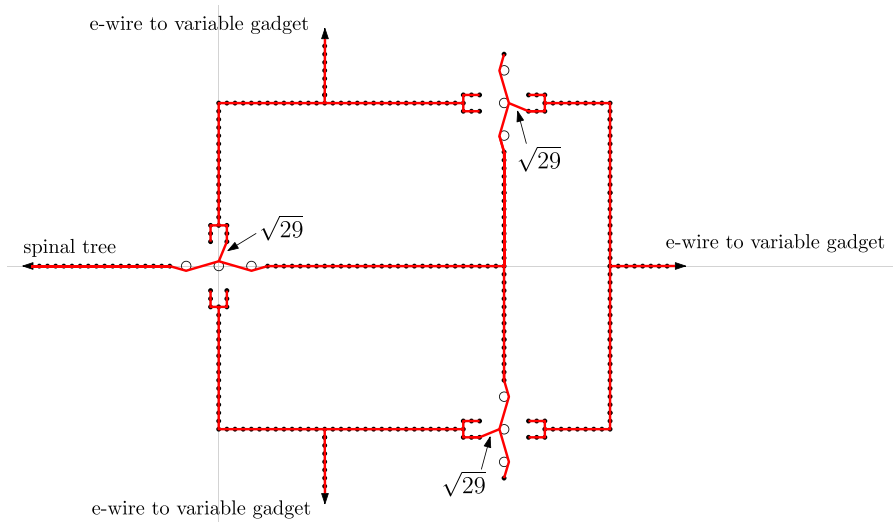 e-wire to variable gadget
√29
√29
spinal tree
e-wire to variable gadget
√29
e-wire to variable gadget